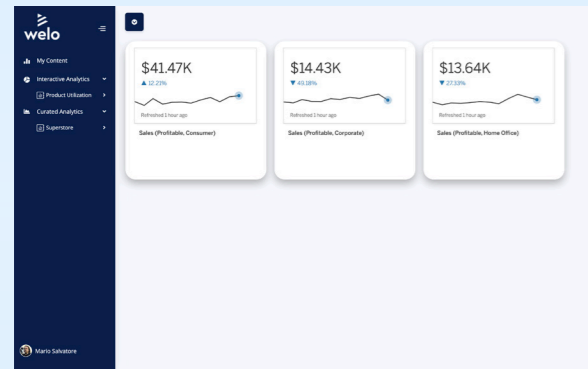 welo
My Content
Interactive Analytics
Product Utilization
Curated Analytics
Superstore
Mario Salvatore
$41.47K
▲ 12.21%
Refreshed 1 hour ago
Sales (Profitable, Consumer)
$14.43K
▼ 48.18%
Refreshed 1 hour ago
Sales (Profitable, Corporate)
$13.64K
▼ 27.33%
Refreshed 1 hour ago
Sales (Profitable, Home Office)